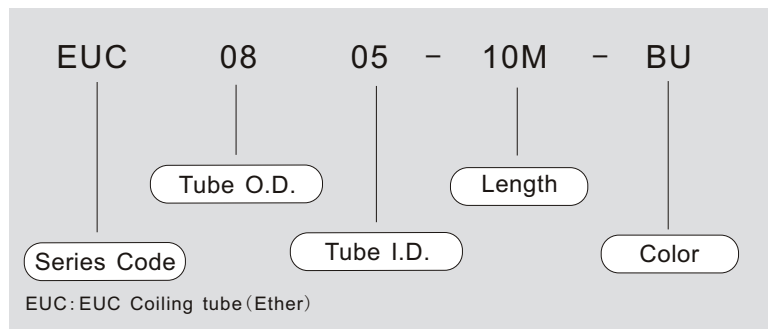 EUC 08 05 - 10M - BU
Tube O.D. Length
Series Code Tube I.D. Color
EUC:EUC Coiling tube(Ether)